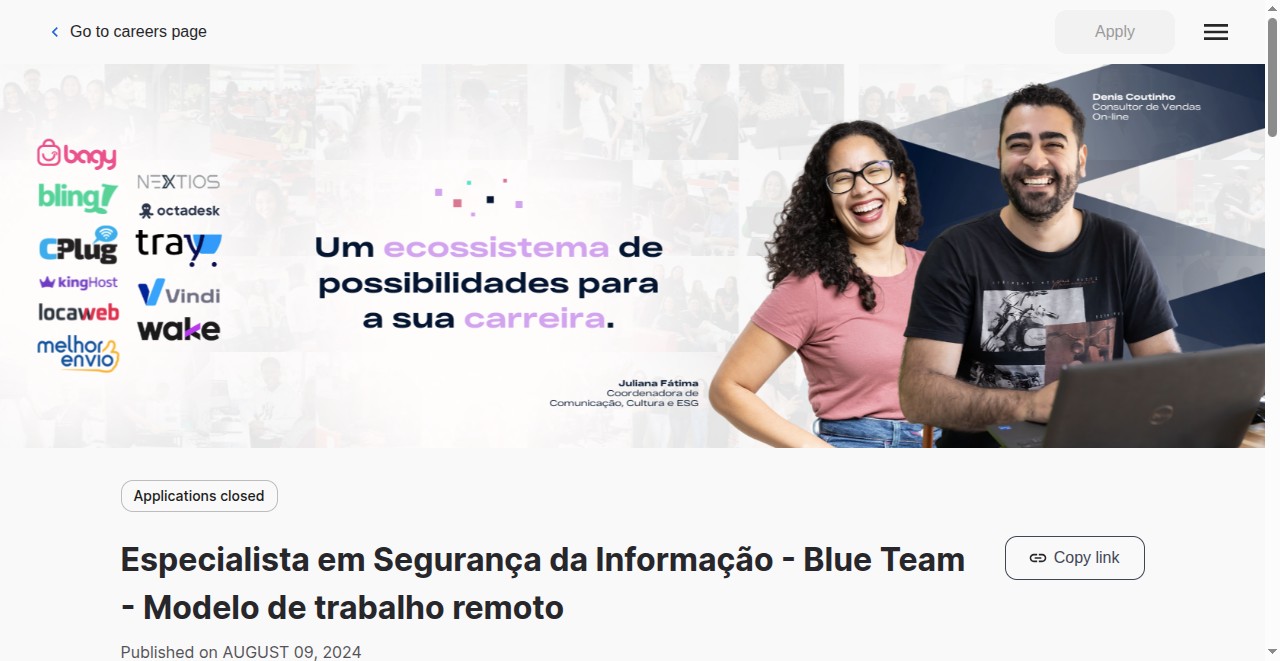 Go to careers page
Apply
Denis Coutinho
Consultor de Vendas
On-line
bagy
bling!
CPlug
kingHost
locaweb
melhor
envio
NEXTIOS
octadesk
tray
Vindi
wake
Um ecossistema de
possibilidades para
a sua carreira.
Juliana Fátima
Coordenadora de
Comunicação, Cultura e ESG
Applications closed
Especialista em Segurança da Informação - Blue Team
- Modelo de trabalho remoto
Copy link
Published on AUGUST 09, 2024